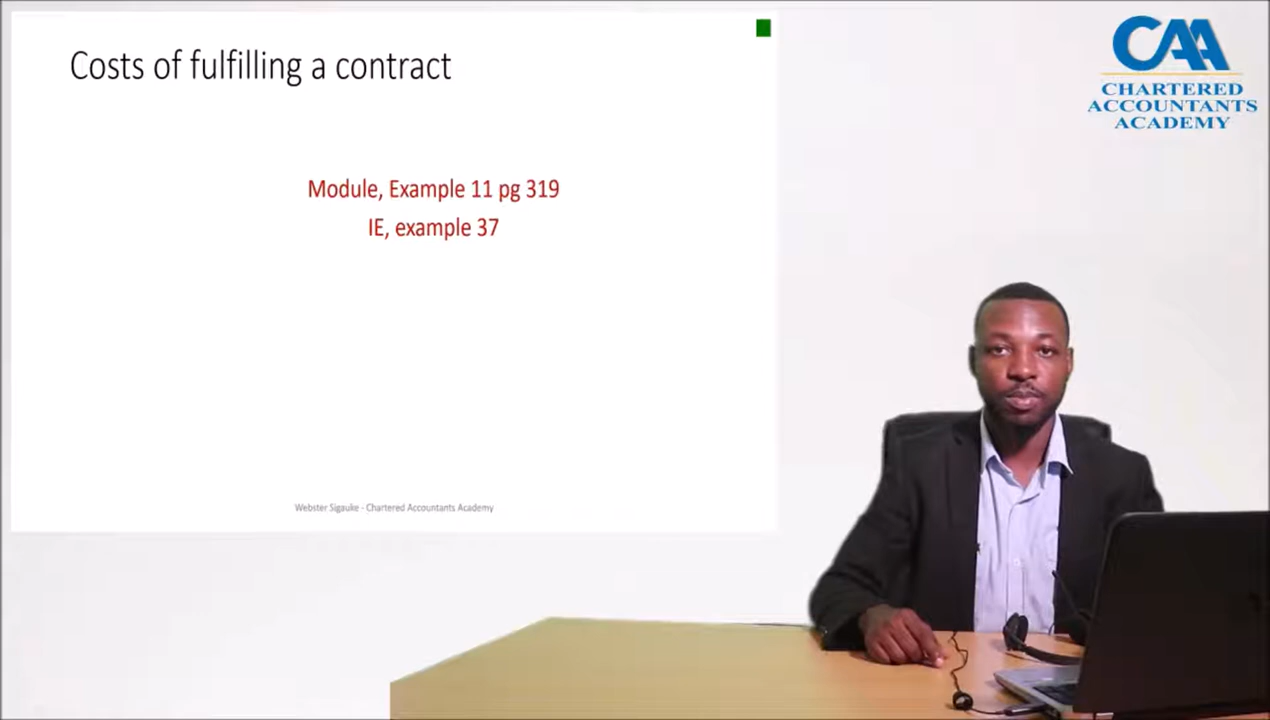 Costs of fulfilling a contract
Module, Example 11 pg 319
IE, example 37
Webster Sigauke - Chartered Accountants Academy
CAA
CHARTERED
ACCOUNTANTS
ACADEMY